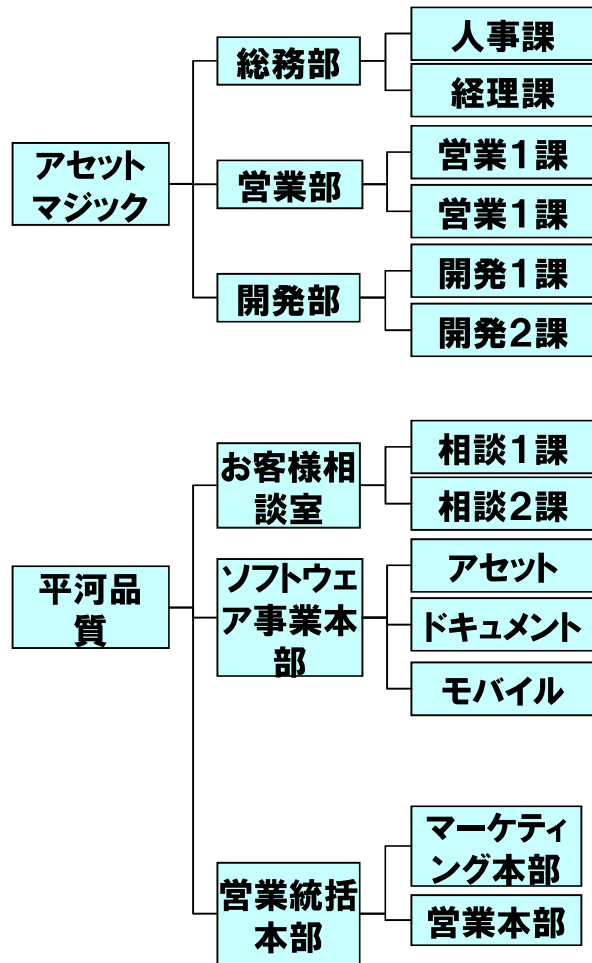 アセット
マジック
総務部
人事課
経理課
営業部
営業１課
営業１課
開発部
開発１課
開発２課
平河品
質
お客様相
談室
相談１課
相談２課
ソフトウェ
ア事業本
部
アセット
ドキュメント
モバイル
営業統括
本部
マーケティ
ング本部
営業本部